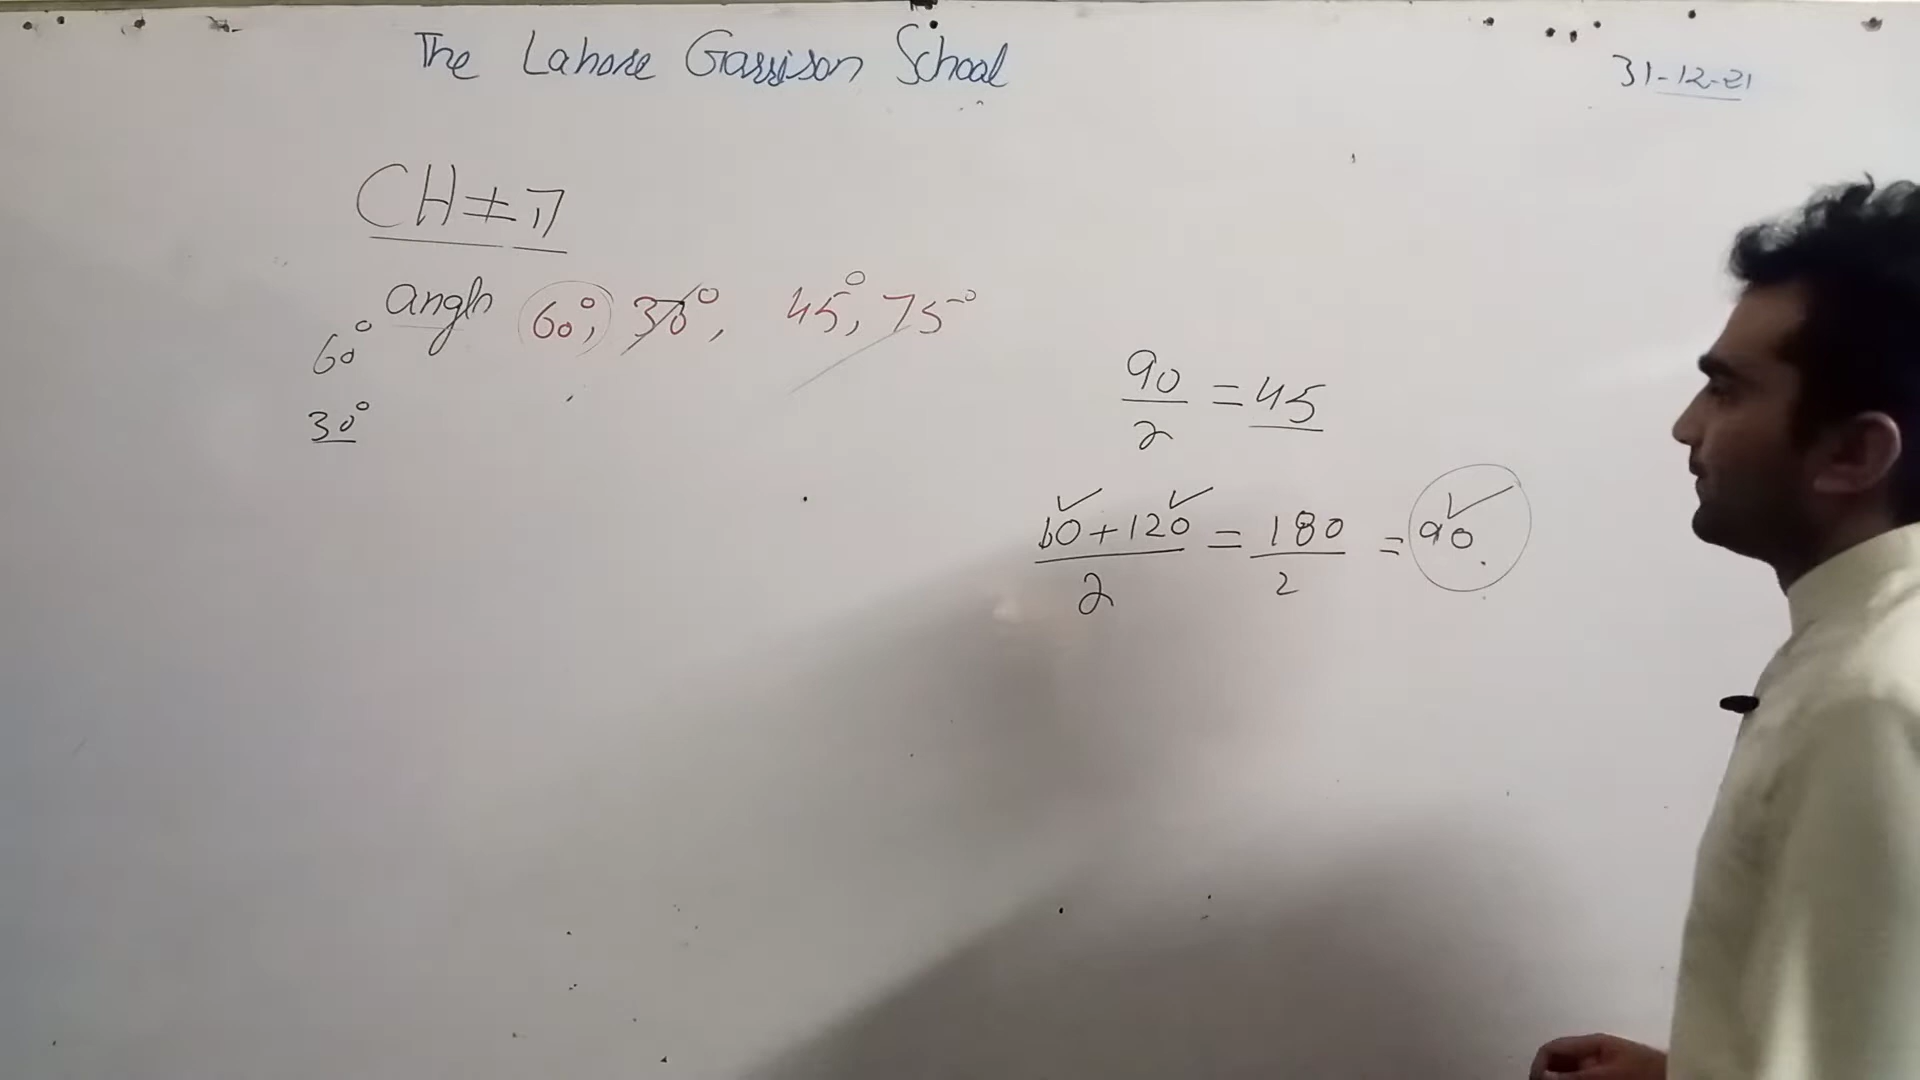 The Lahore Garrison School
31-12-21
CH # 17
angle 60°, 30°, 45°, 75°
60°
30°
90/2 = 45
60+120/2 = 180/2 = 90